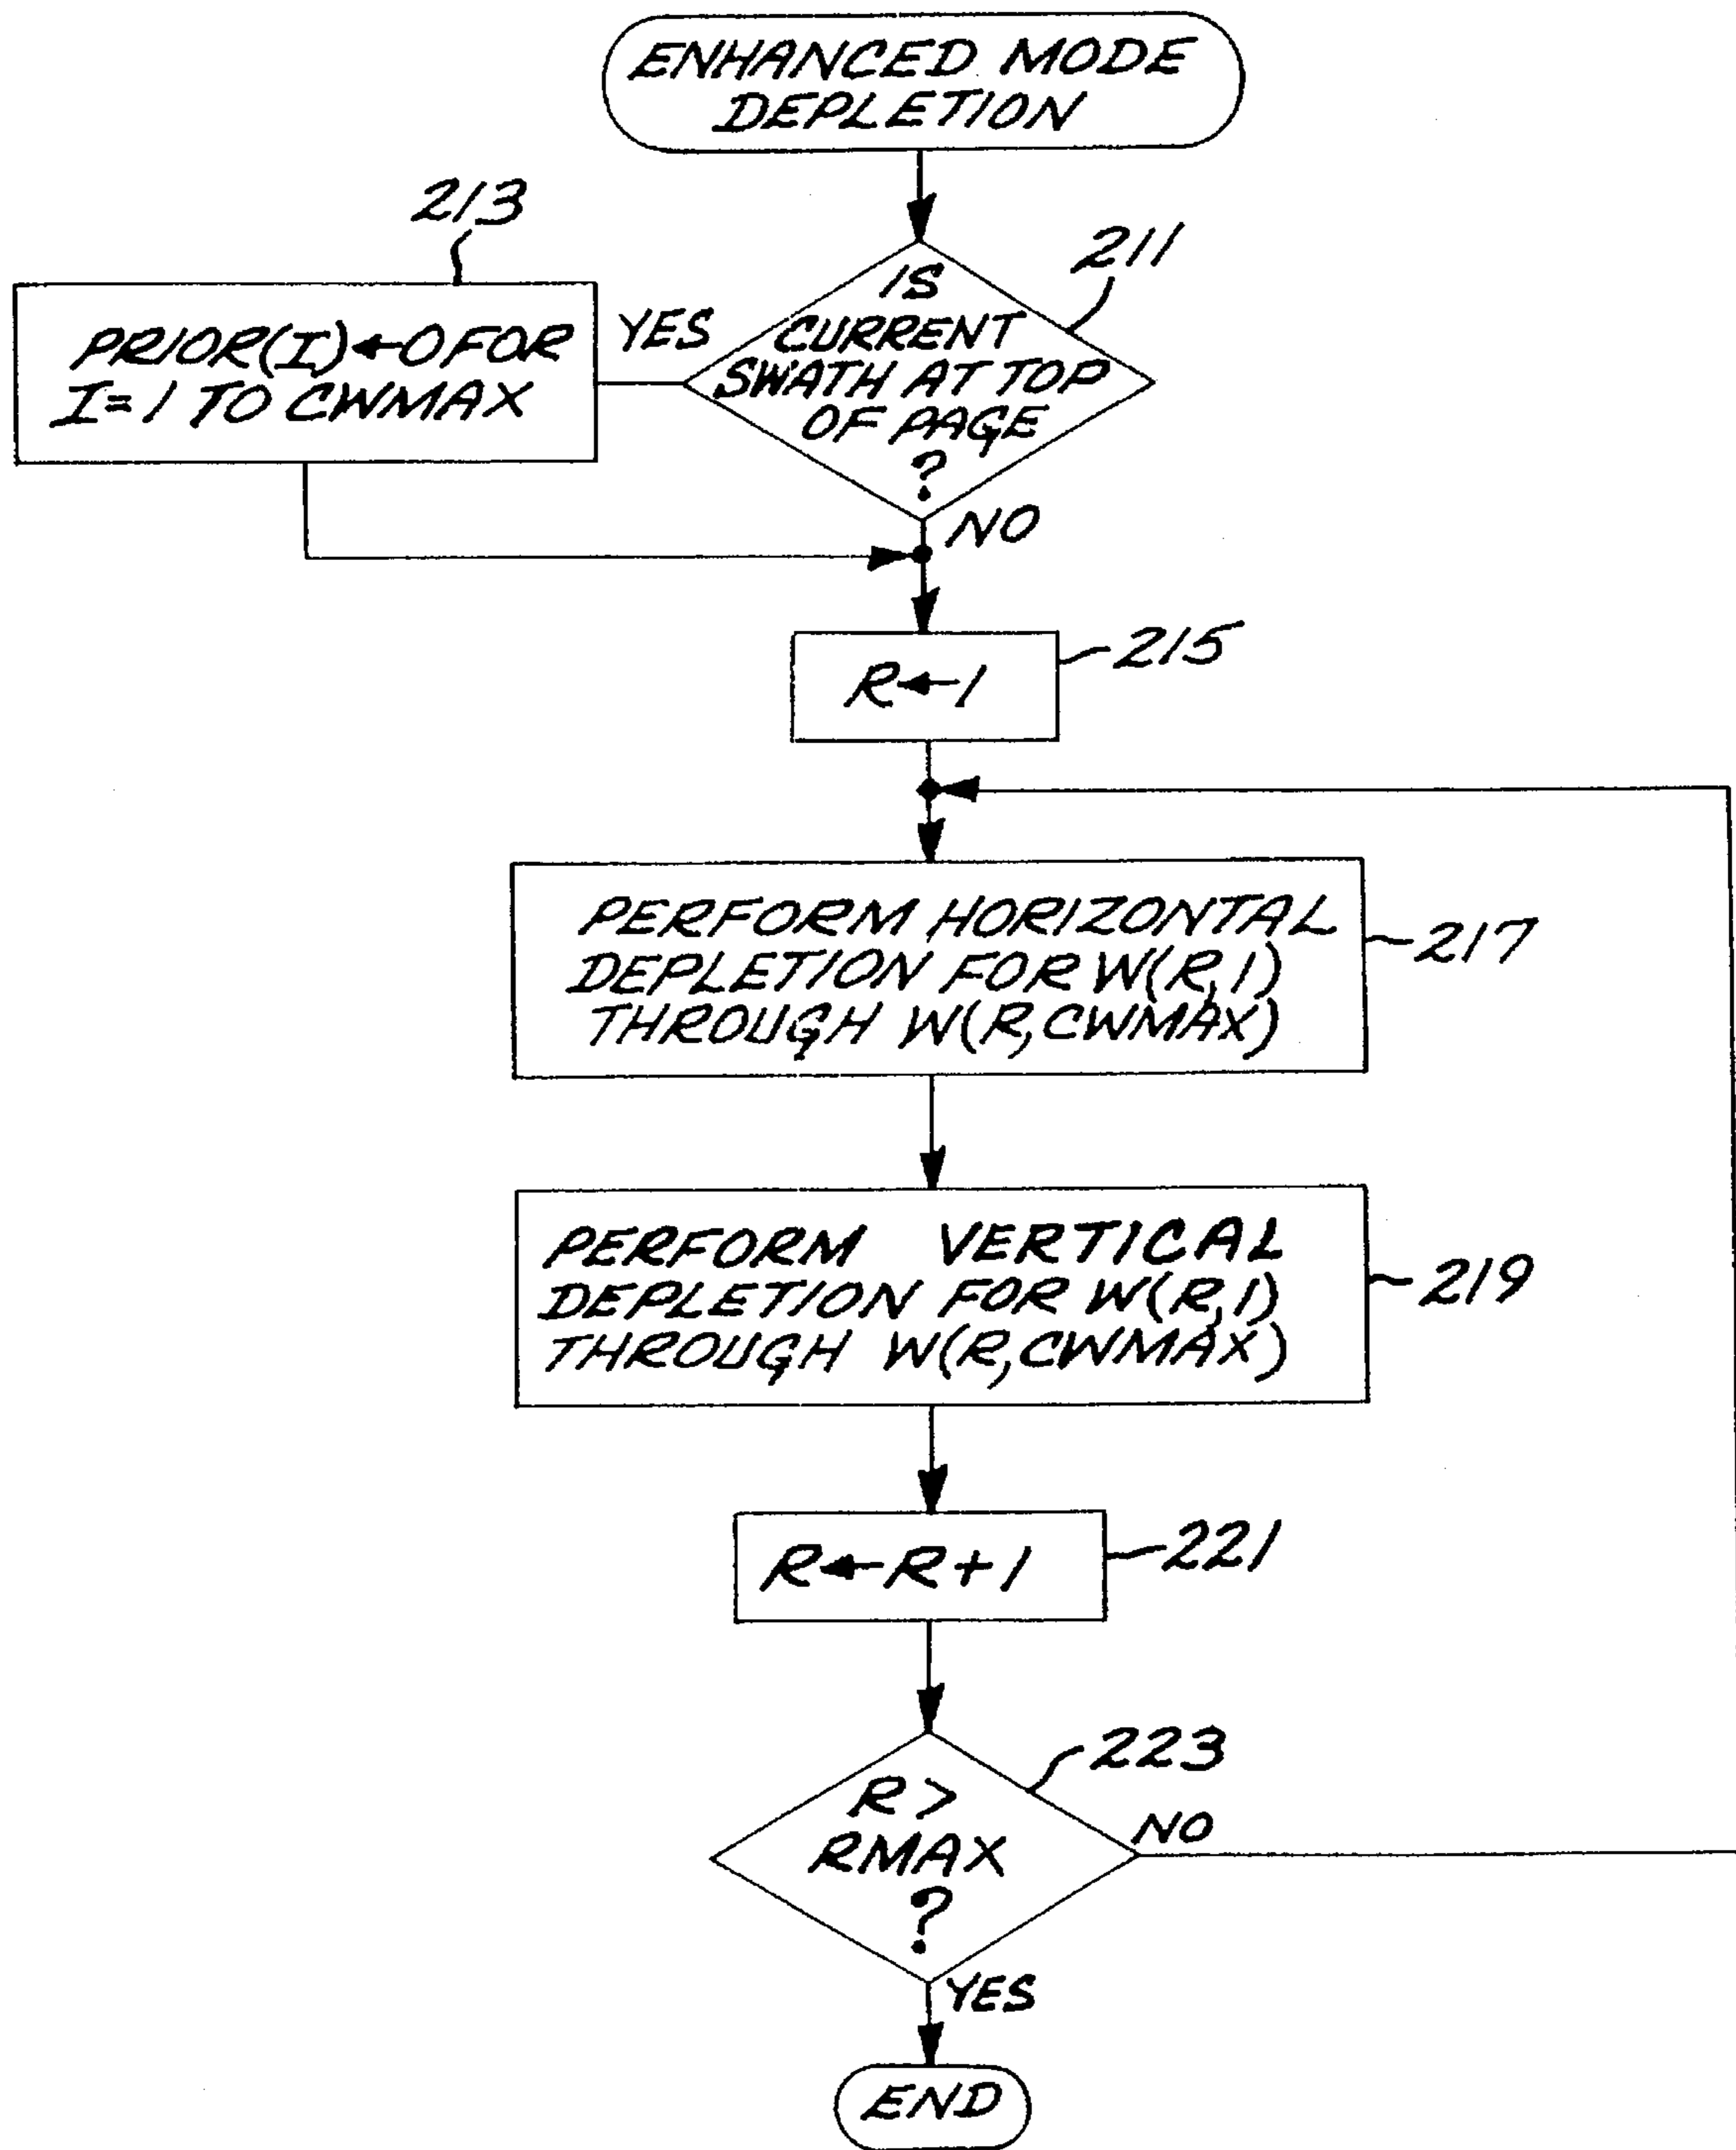 ENHANCED MODE
DEPLETION
213
211
IS
CURRENT
SWATH AT TOP
OF PAGE
?
YES
PRIOR(I)←0 FOR
I=1 TO CWMAX
NO
215
R←1
PERFORM HORIZONTAL
DEPLETION FOR W(R,1)
THROUGH W(R,CWMAX)
217
PERFORM VERTICAL
DEPLETION FOR W(R,1)
THROUGH W(R,CWMAX)
219
R←R+1
221
223
R>
RMAX
?
NO
YES
END